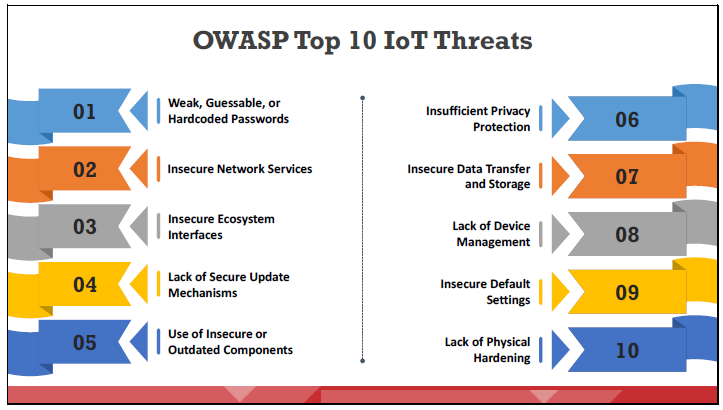 OWASP Top 10 IoT Threats
01
Weak, Guessable, or
Hardcoded Passwords
02
Insecure Network Services
03
Insecure Ecosystem
Interfaces
04
Lack of Secure Update
Mechanisms
05
Use of Insecure or
Outdated Components
Insufficient Privacy
Protection
06
Insecure Data Transfer
and Storage
07
Lack of Device
Management
08
Insecure Default
Settings
09
Lack of Physical
Hardening
10